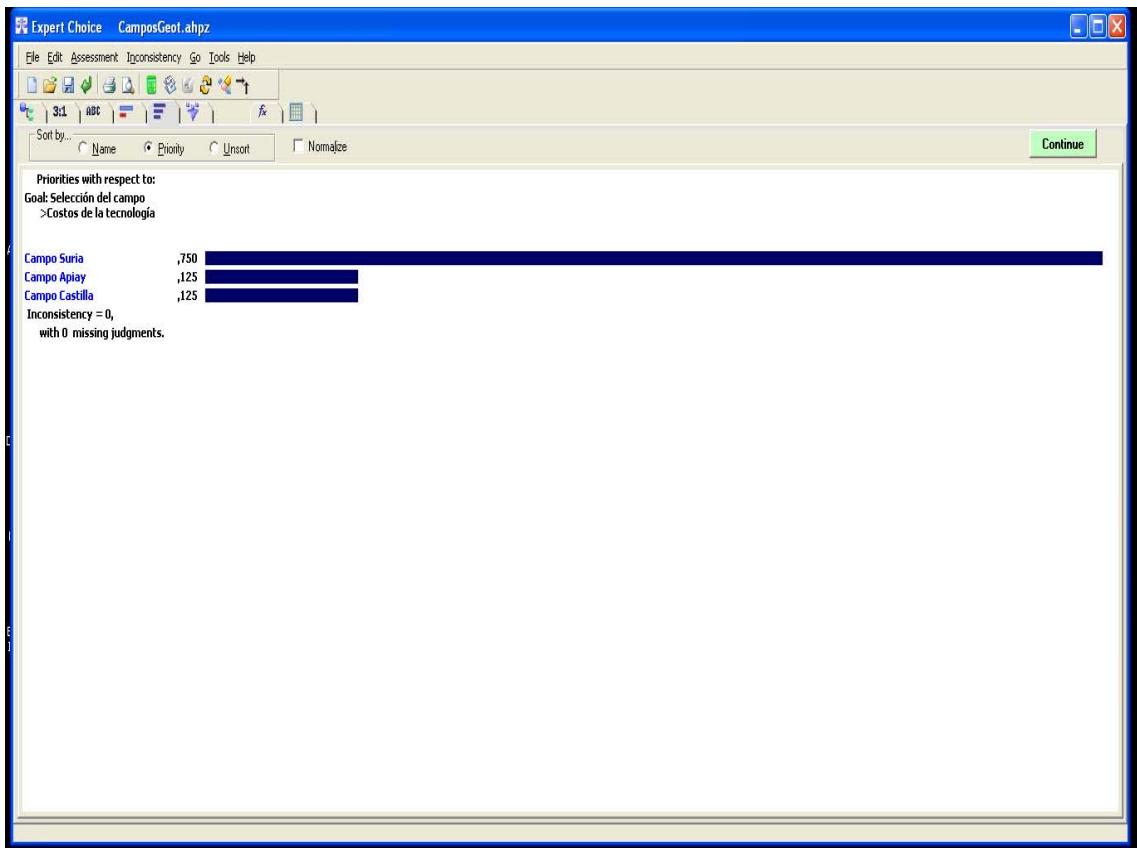 Expert Choice CamposGeot.ahpz
File Edit Assessment Inconsistency Go Tools Help
3:1 ABC fx
Sort by...
Name Priority Unsort Normalize Continue
Priorities with respect to:
Goal: Selección del campo
>Costos de la tecnología
Campo Suria ,750
Campo Apiay ,125
Campo Castilla ,125
Inconsistency = 0,
with 0 missing judgments.